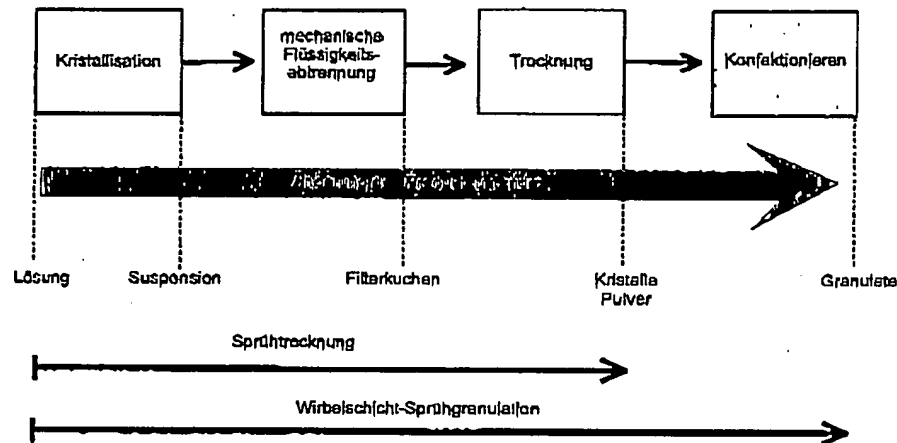 Kristallisation
mechanische
Flüssigkeits-
abtrennung
Trocknung
Konfektionieren
Lösung
Suspension
Filterkuchen
Kristalle
Pulver
Granulate
Sprühtrocknung
Wirbelschicht-Sprühgranulation